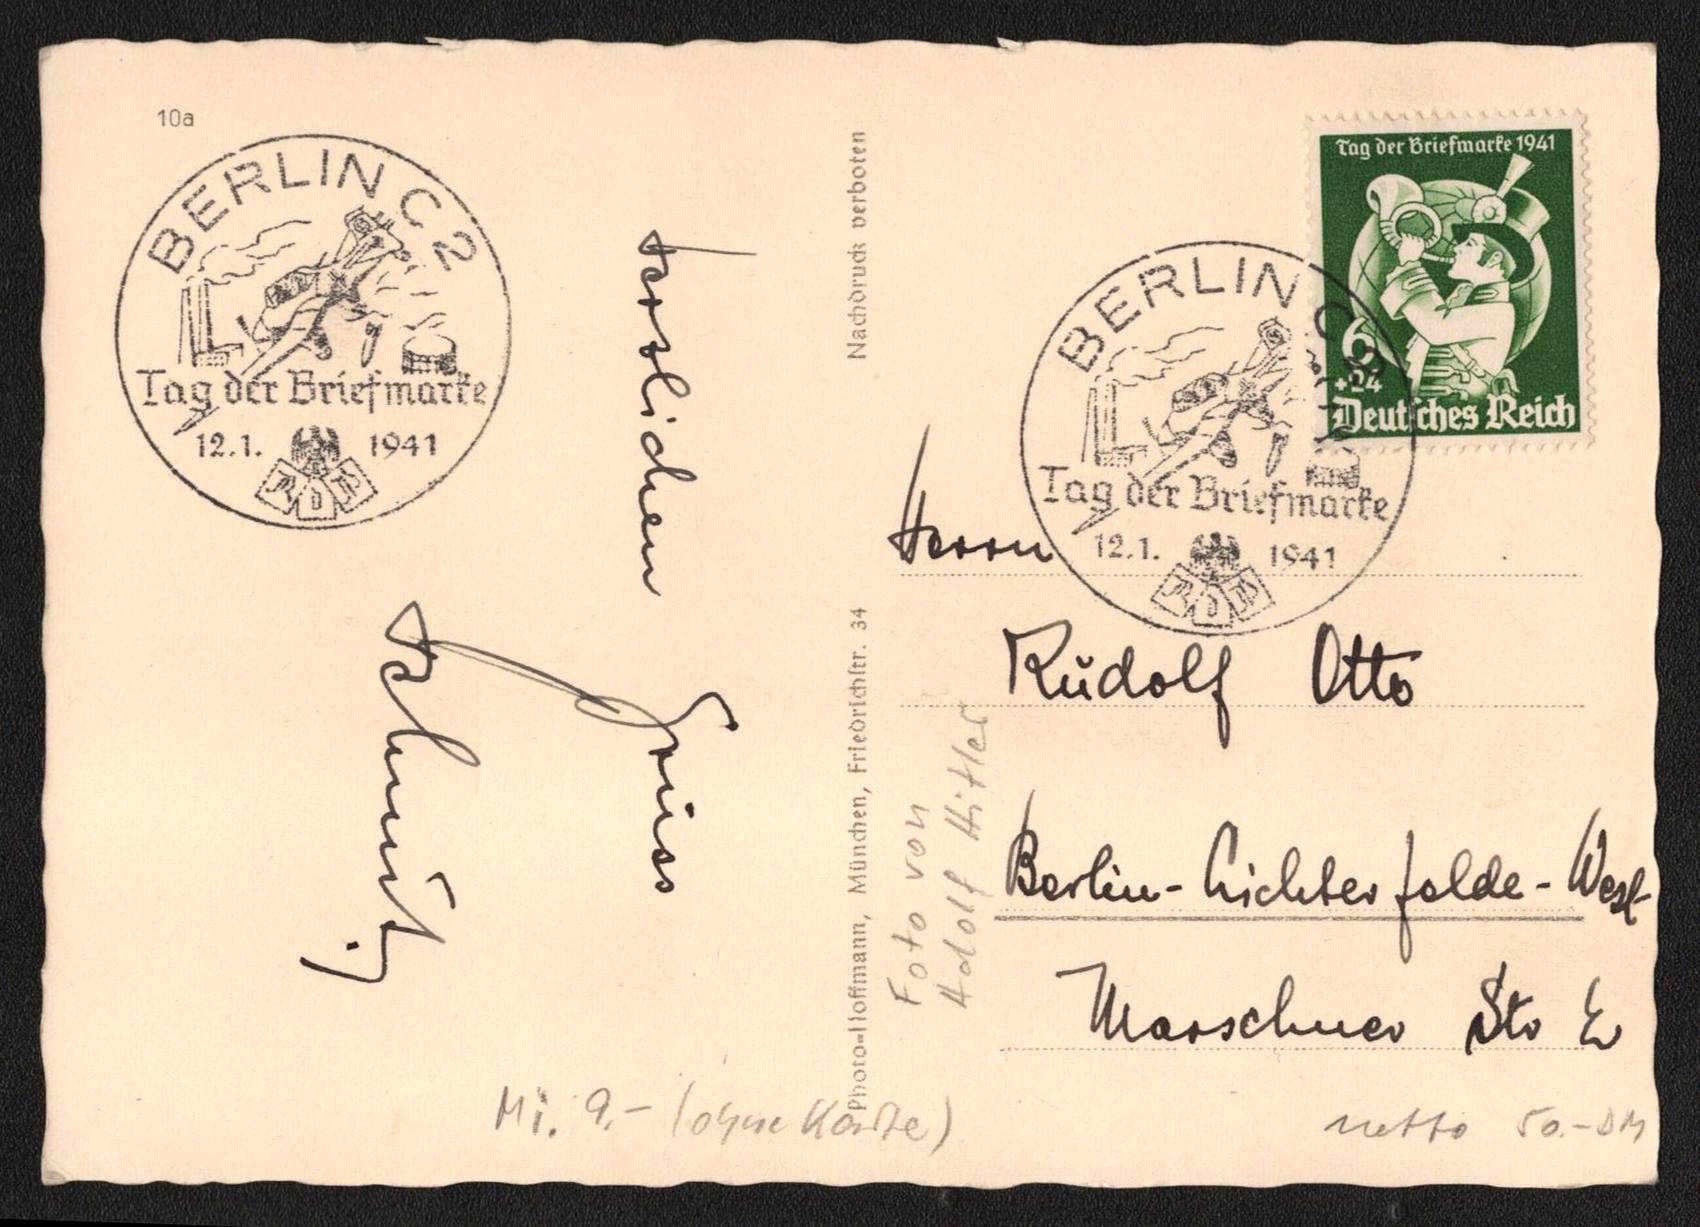 10a
BERLIN C2
Tag der Briefmarke
12.1. 1941
RDP
Herzlichen
Gruss
Schmitz
Nachdruck verboten
Photo-Hoffmann, München, Friedrichstr. 34
Tag der Briefmarke 1941
6
+24
Deutsches Reich
BERLIN C2
Tag der Briefmarke
12.1. 1941
RDP
Herrn
Rudolf Otto
Berlin-Lichterfelde-West
Marschner Str
Foto von
Adolf Hitler
Mi. 9.- (ohne Karte)
netto 50.-DM